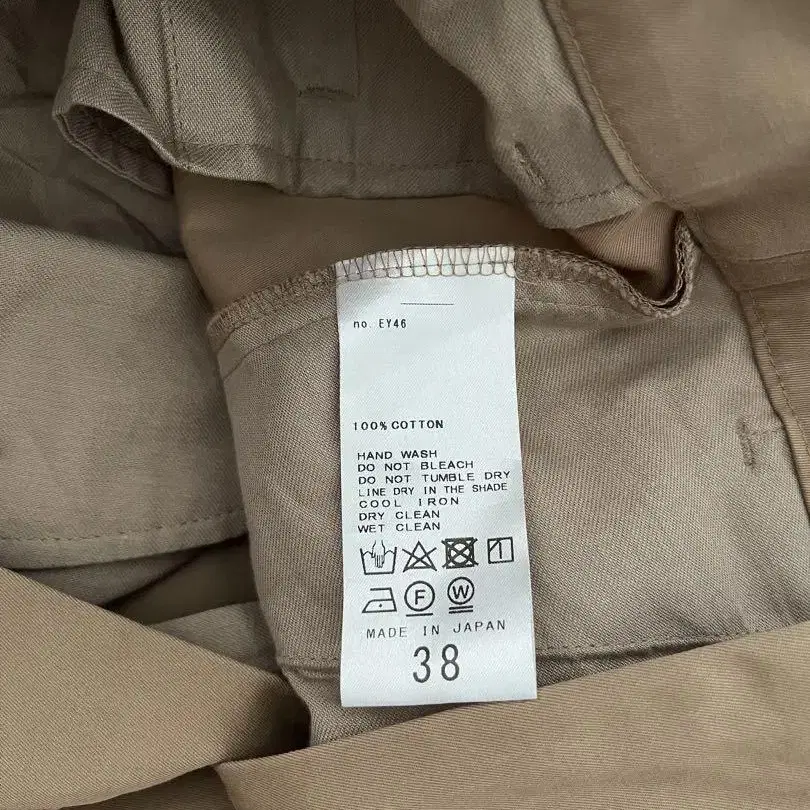 no. EY46
100% COTTON
HAND WASH
DO NOT BLEACH
DO NOT TUMBLE DRY
LINE DRY IN THE SHADE
COOL IRON
DRY CLEAN
WET CLEAN
F W
MADE IN JAPAN
38